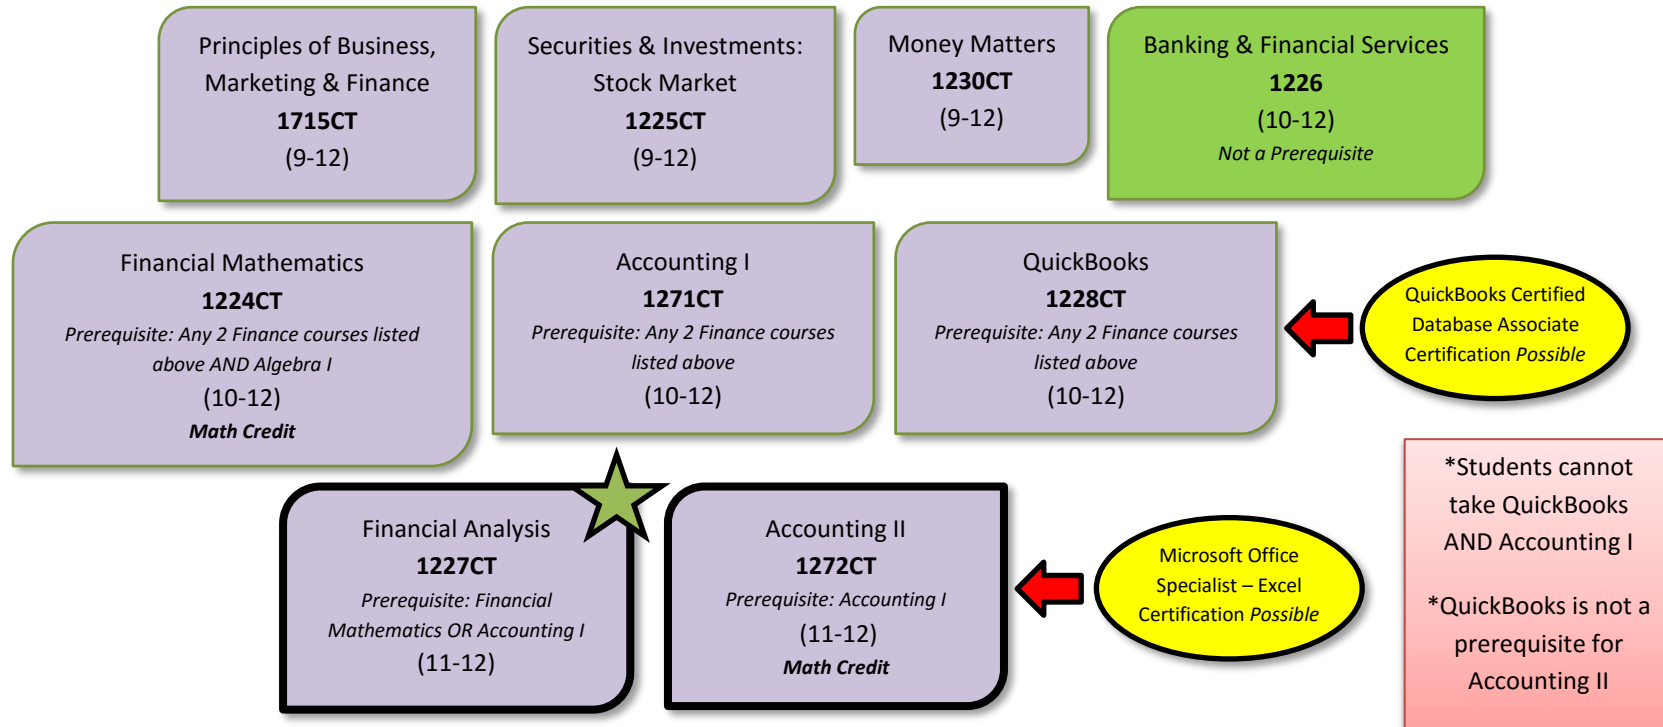 Principles of Business,
Marketing & Finance
1715CT
(9-12)
Securities & Investments:
Stock Market
1225CT
(9-12)
Money Matters
1230CT
(9-12)
Banking & Financial Services
1226
(10-12)
Not a Prerequisite
Financial Mathematics
1224CT
Prerequisite: Any 2 Finance courses listed
above AND Algebra I
(10-12)
Math Credit
Accounting I
1271CT
Prerequisite: Any 2 Finance courses
listed above
(10-12)
QuickBooks
1228CT
Prerequisite: Any 2 Finance courses
listed above
(10-12)
QuickBooks Certified
Database Associate
Certification Possible
Financial Analysis
1227CT
Prerequisite: Financial
Mathematics OR Accounting I
(11-12)
Accounting II
1272CT
Prerequisite: Accounting I
(11-12)
Math Credit
Microsoft Office
Specialist – Excel
Certification Possible
*Students cannot
take QuickBooks
AND Accounting I
*QuickBooks is not a
prerequisite for
Accounting II